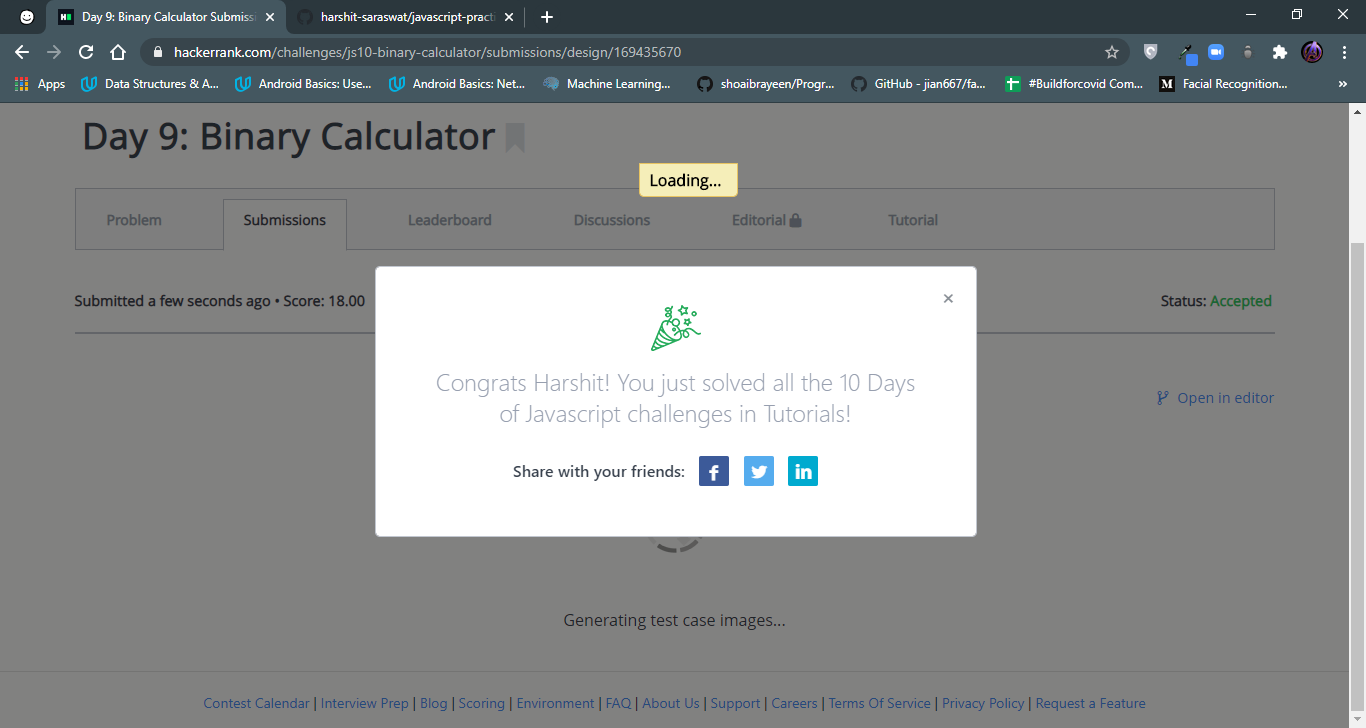 Day 9: Binary Calculator Submissi
harshit-saraswat/javascript-practi
hackerrank.com/challenges/js10-binary-calculator/submissions/design/169435670
Apps Data Structures & A... Android Basics: Use... Android Basics: Net... Machine Learning... shoaibrayeen/Progr... GitHub - jian667/fa... #Buildforcovid Com... M Facial Recognition... »
Day 9: Binary Calculator
Loading...
Problem Submissions Leaderboard Discussions Editorial Tutorial
Submitted a few seconds ago • Score: 18.00 Status: Accepted
Congrats Harshit! You just solved all the 10 Days
of Javascript challenges in Tutorials!
Open in editor
Share with your friends: f in
Generating test case images...
Contest Calendar | Interview Prep | Blog | Scoring | Environment | FAQ | About Us | Support | Careers | Terms Of Service | Privacy Policy | Request a Feature